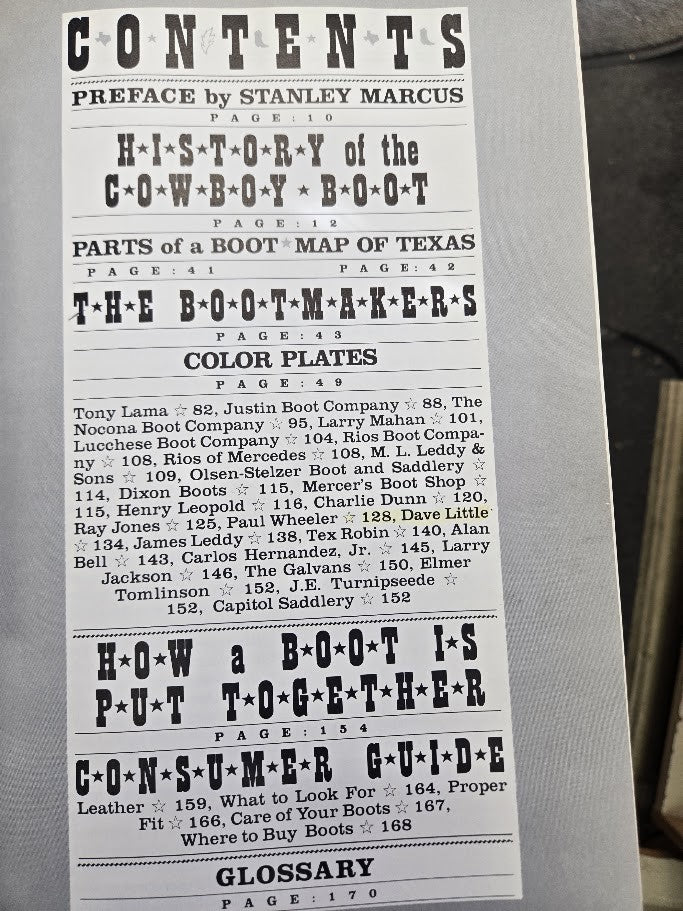 CONTENTS
PREFACE by STANLEY MARCUS
PAGE:10
H★I★S★T★O★R★Y of the
C★O★W★B★O★Y ★ B★O★O★T
PAGE:12
PARTS of a BOOT★MAP OF TEXAS
PAGE:41 PAGE:42
T★H★E B★O★O★T★M★A★K★E★R★S
PAGE:43
COLOR PLATES
PAGE:49
Tony Lama ☆ 82, Justin Boot Company ☆ 88, The
Nocona Boot Company ☆ 95, Larry Mahan ☆ 101,
Lucchese Boot Company ☆ 104, Rios Boot Compa-
ny ☆ 108, Rios of Mercedes ☆ 108, M. L. Leddy &
Sons ☆ 109, Olsen-Stelzer Boot and Saddlery ☆
114, Dixon Boots ☆ 115, Mercer's Boot Shop ☆
115, Henry Leopold ☆ 116, Charlie Dunn ☆ 120,
Ray Jones ☆ 125, Paul Wheeler ☆ 128, Dave Little
☆ 134, James Leddy ☆ 138, Tex Robin ☆ 140, Alan
Bell ☆ 143, Carlos Hernandez, Jr. ☆ 145, Larry
Jackson ☆ 146, The Galvans ☆ 150, Elmer
Tomlinson ☆ 152, J.E. Turnipseede ☆
152, Capitol Saddlery ☆ 152
H★O★W a B★O★O★T I★S
P★U★T T★O★G★E★T★H★E★R
PAGE:154
C★O★N★S★U★M★E★R G★U★I★D★E
Leather ☆ 159, What to Look For ☆ 164, Proper
Fit ☆ 166, Care of Your Boots ☆ 167,
Where to Buy Boots ☆ 168
GLOSSARY
PAGE:170